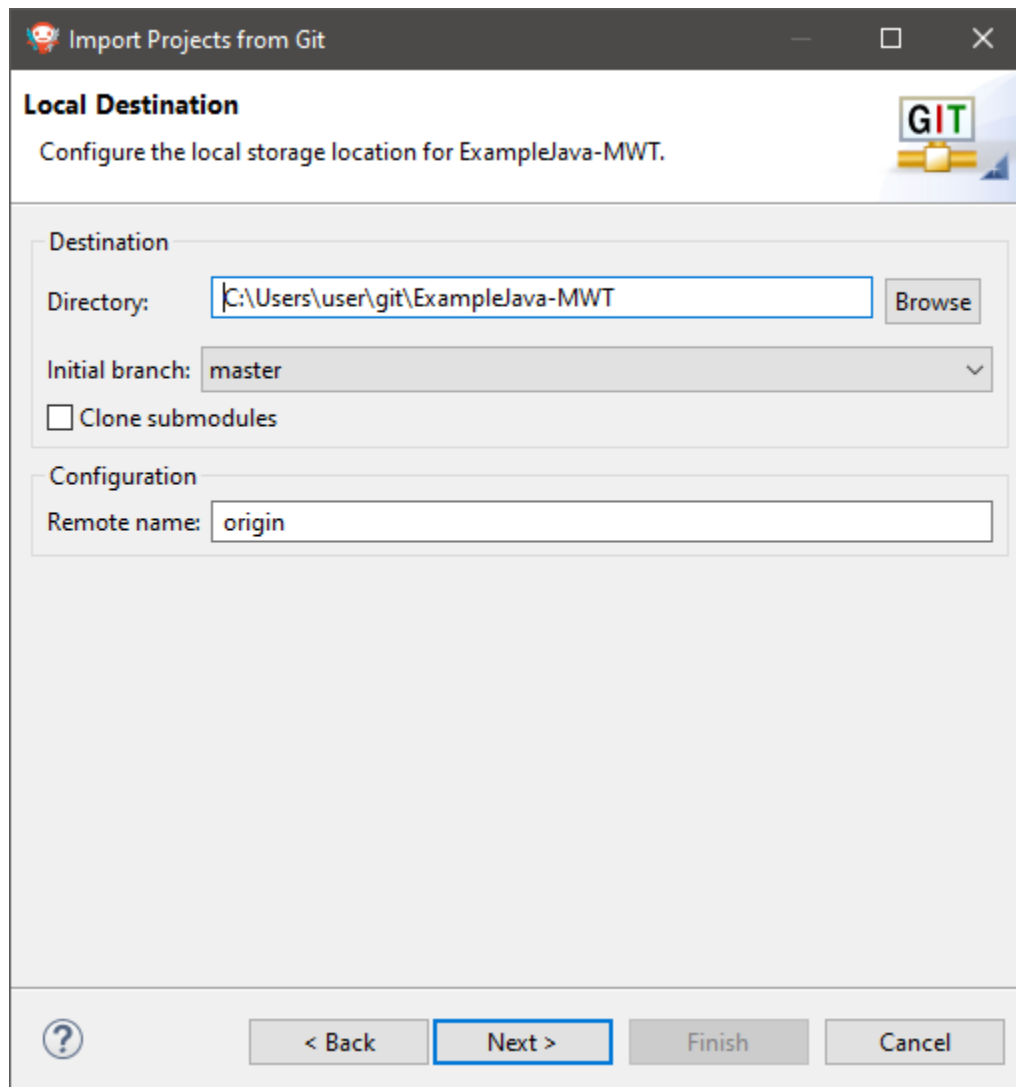 Import Projects from Git
Local Destination
Configure the local storage location for ExampleJava-MWT.
GIT
Destination
Directory: C:\Users\user\git\ExampleJava-MWT Browse
Initial branch: master
Clone submodules
Configuration
Remote name: origin
? < Back Next > Finish Cancel